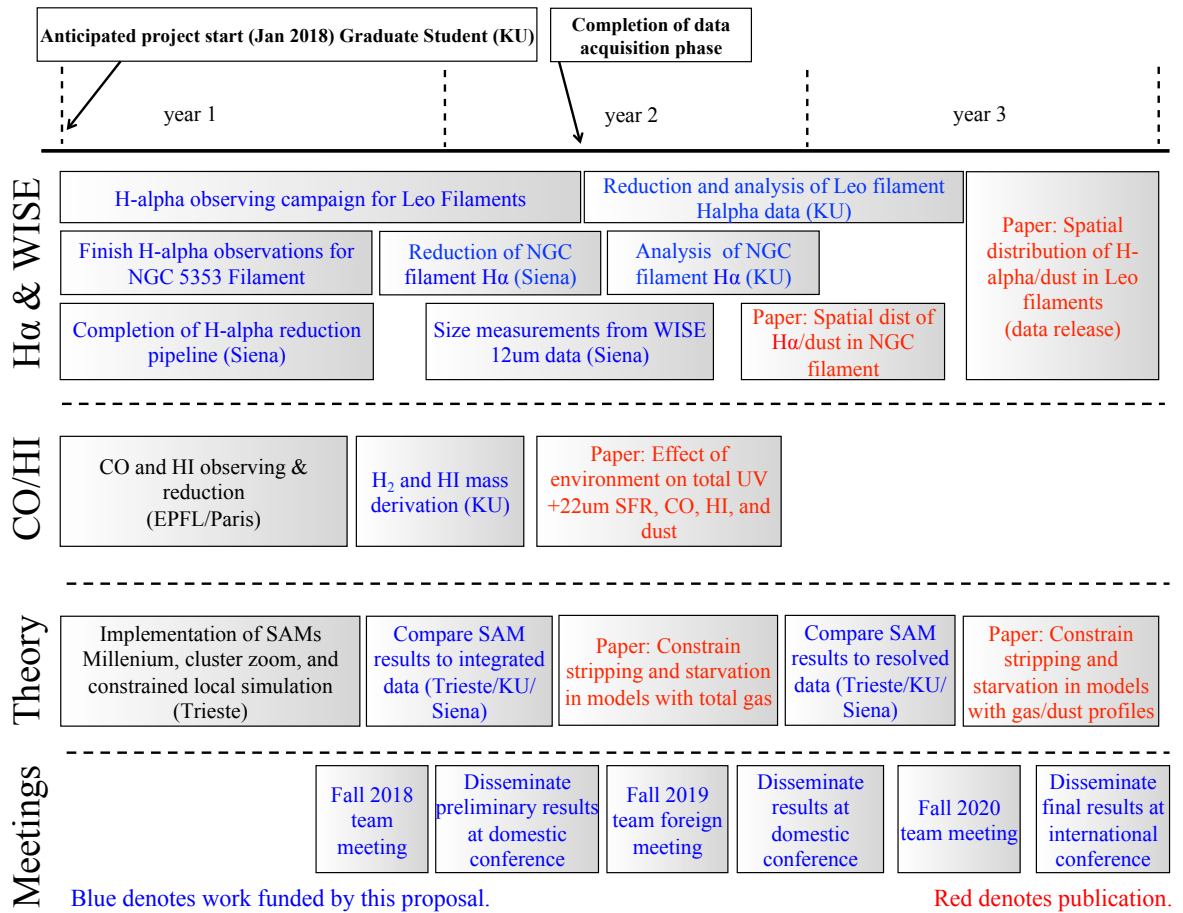 Anticipated project start (Jan 2018) Graduate Student (KU)
Completion of data
acquisition phase
year 1
year 2
year 3
Hα & WISE
H-alpha observing campaign for Leo Filaments
Reduction and analysis of Leo filament
Halpha data (KU)
Paper: Spatial
distribution of H-
alpha/dust in Leo
filaments
(data release)
Finish H-alpha observations for
NGC 5353 Filament
Reduction of NGC
filament Hα (Siena)
Analysis of NGC
filament Hα (KU)
Completion of H-alpha reduction
pipeline (Siena)
Size measurements from WISE
12um data (Siena)
Paper: Spatial dist of
Hα/dust in NGC
filament
CO/HI
CO and HI observing &
reduction
(EPFL/Paris)
H₂ and HI mass
derivation (KU)
Paper: Effect of
environment on total UV
+22um SFR, CO, HI, and
dust
Theory
Implementation of SAMs
Millenium, cluster zoom, and
constrained local simulation
(Trieste)
Compare SAM
results to integrated
data (Trieste/KU/
Siena)
Paper: Constrain
stripping and starvation
in models with total gas
Compare SAM
results to resolved
data (Trieste/KU/
Siena)
Paper: Constrain
stripping and
starvation in models
with gas/dust profiles
Meetings
Fall 2018
team
meeting
Disseminate
preliminary results
at domestic
conference
Fall 2019
team foreign
meeting
Disseminate
results at
domestic
conference
Fall 2020
team meeting
Disseminate
final results at
international
conference
Blue denotes work funded by this proposal.
Red denotes publication.